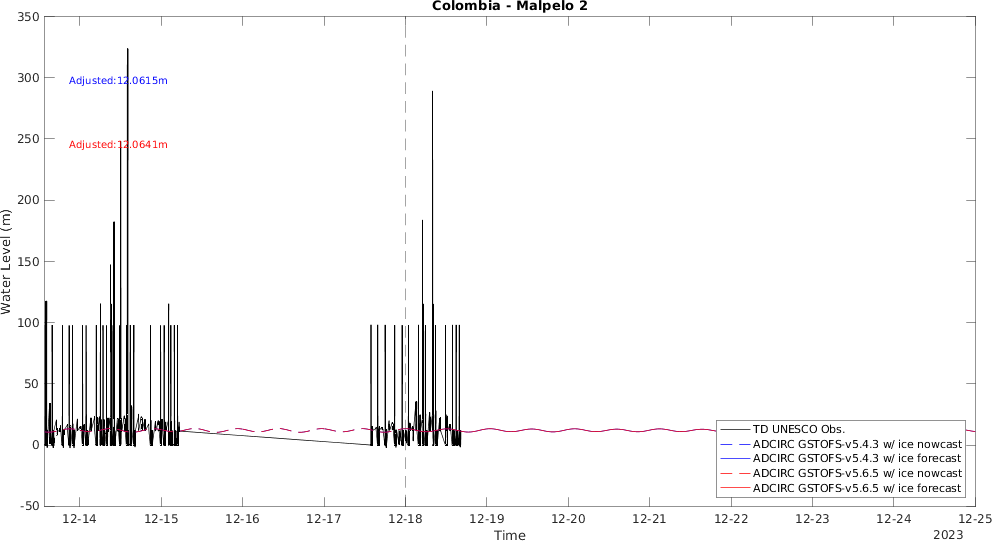 Colombia - Malpelo 2
350
300
250
200
150
100
50
0
-50
Water Level (m)
Adjusted:12.0615m
Adjusted:12.0641m
TD UNESCO Obs.
ADCIRC GSTOFS-v5.4.3 w/ ice nowcast
ADCIRC GSTOFS-v5.4.3 w/ ice forecast
ADCIRC GSTOFS-v5.6.5 w/ ice nowcast
ADCIRC GSTOFS-v5.6.5 w/ ice forecast
12-14 12-15 12-16 12-17 12-18 12-19 12-20 12-21 12-22 12-23 12-24 12-25
Time
2023